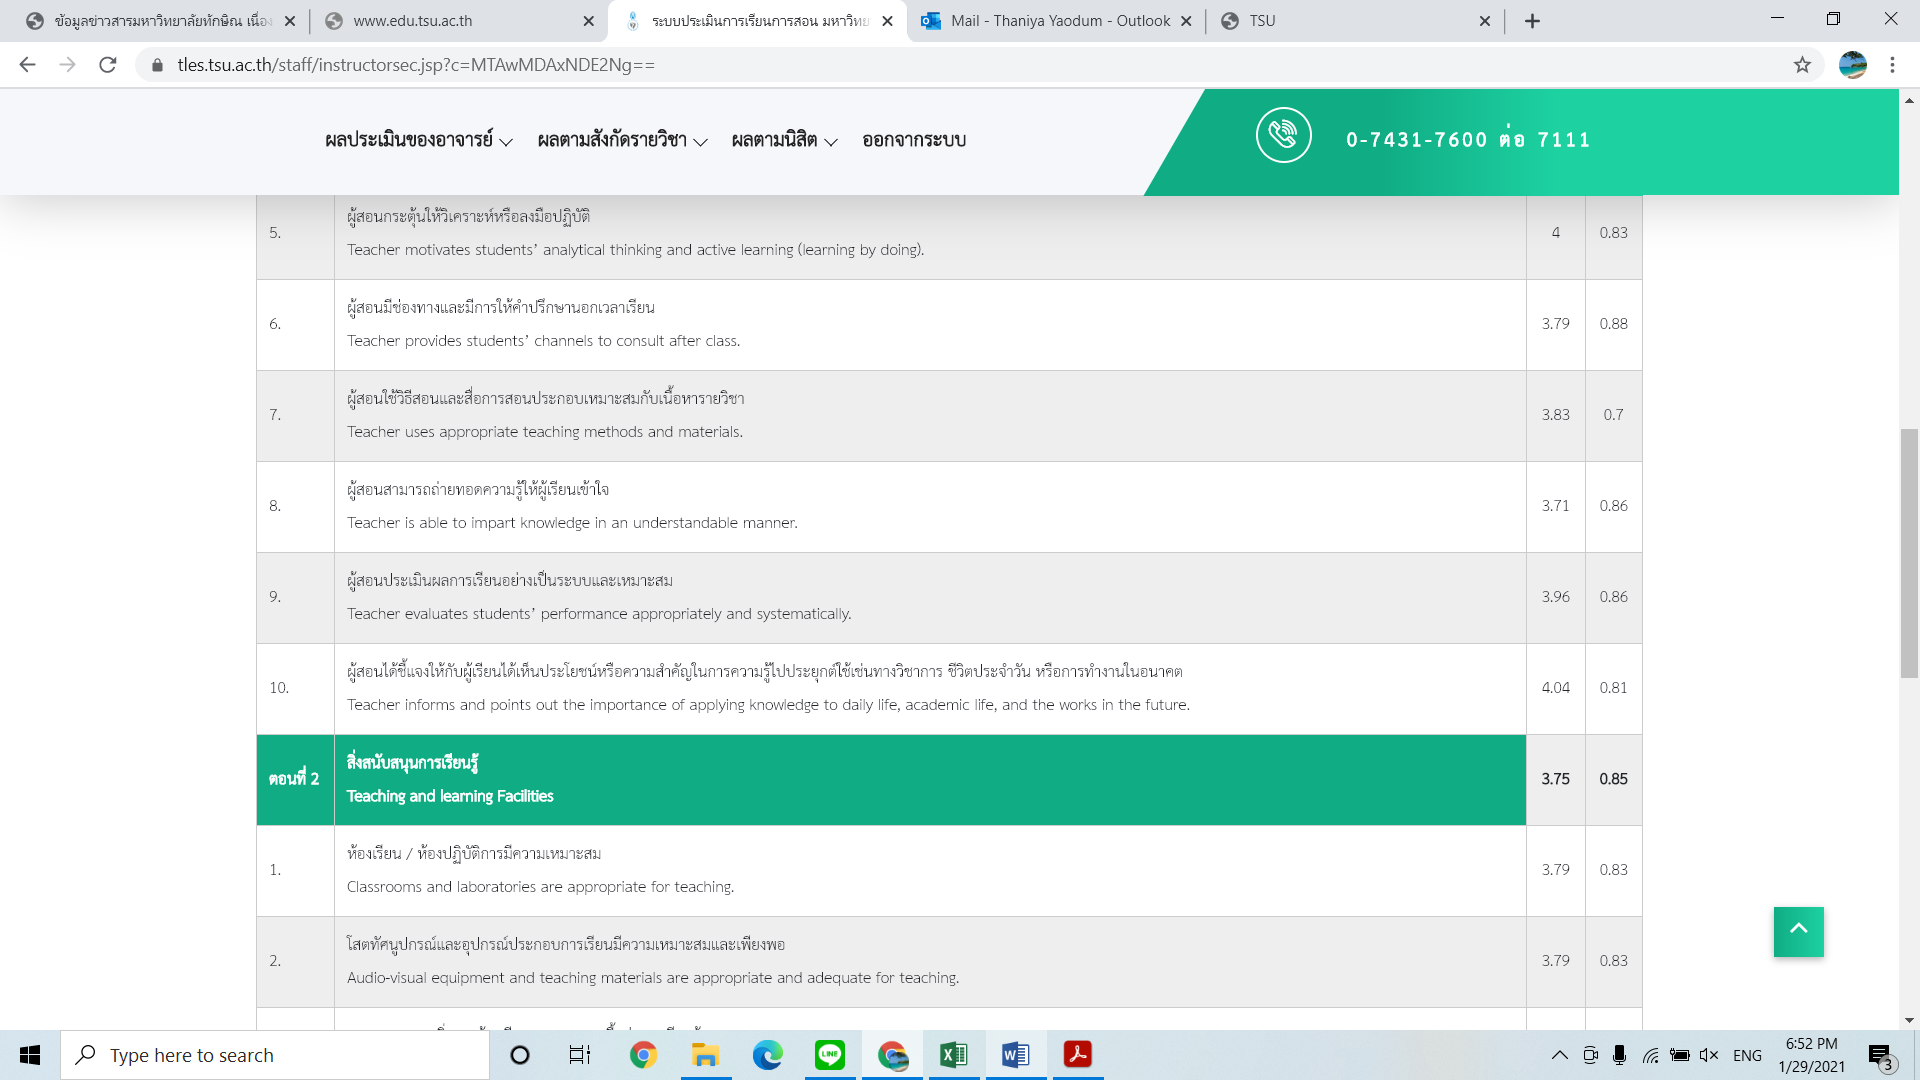 ข้อมูลข่าวสารมหาวิทยาลัยทักษิณ เนื่อง
www.edu.tsu.ac.th
ระบบประเมินการเรียนการสอน มหาวิทย
Mail - Thaniya Yaodum - Outlook
TSU
tles.tsu.ac.th/staff/instructorsec.jsp?c=MTAwMDAxNDE2Ng==
ผลประเมินของอาจารย์
ผลตามสังกัดรายวิชา
ผลตามนิสิต
ออกจากระบบ
0-7431-7600 ต่อ 7111
5.
ผู้สอนกระตุ้นให้วิเคราะห์หรือลงมือปฏิบัติ
Teacher motivates students’ analytical thinking and active learning (learning by doing).
4
0.83
6.
ผู้สอนมีช่องทางและมีการให้คำปรึกษานอกเวลาเรียน
Teacher provides students’ channels to consult after class.
3.79
0.88
7.
ผู้สอนใช้วิธีสอนและสื่อการสอนประกอบเหมาะสมกับเนื้อหารายวิชา
Teacher uses appropriate teaching methods and materials.
3.83
0.7
8.
ผู้สอนสามารถถ่ายทอดความรู้ให้ผู้เรียนเข้าใจ
Teacher is able to impart knowledge in an understandable manner.
3.71
0.86
9.
ผู้สอนประเมินผลการเรียนอย่างเป็นระบบและเหมาะสม
Teacher evaluates students’ performance appropriately and systematically.
3.96
0.86
10.
ผู้สอนได้ชี้แจงให้กับผู้เรียนได้เห็นประโยชน์หรือความสำคัญในการความรู้ไปประยุกต์ใช้เช่นทางวิชาการ ชีวิตประจำวัน หรือการทำงานในอนาคต
Teacher informs and points out the importance of applying knowledge to daily life, academic life, and the works in the future.
4.04
0.81
ตอนที่ 2
สิ่งสนับสนุนการเรียนรู้
Teaching and learning Facilities
3.75
0.85
1.
ห้องเรียน / ห้องปฏิบัติการมีความเหมาะสม
Classrooms and laboratories are appropriate for teaching.
3.79
0.83
2.
โสตทัศนูปกรณ์และอุปกรณ์ประกอบการเรียนมีความเหมาะสมและเพียงพอ
Audio-visual equipment and teaching materials are appropriate and adequate for teaching.
3.79
0.83
Type here to search
LINE
ENG
6:52 PM
1/29/2021
3